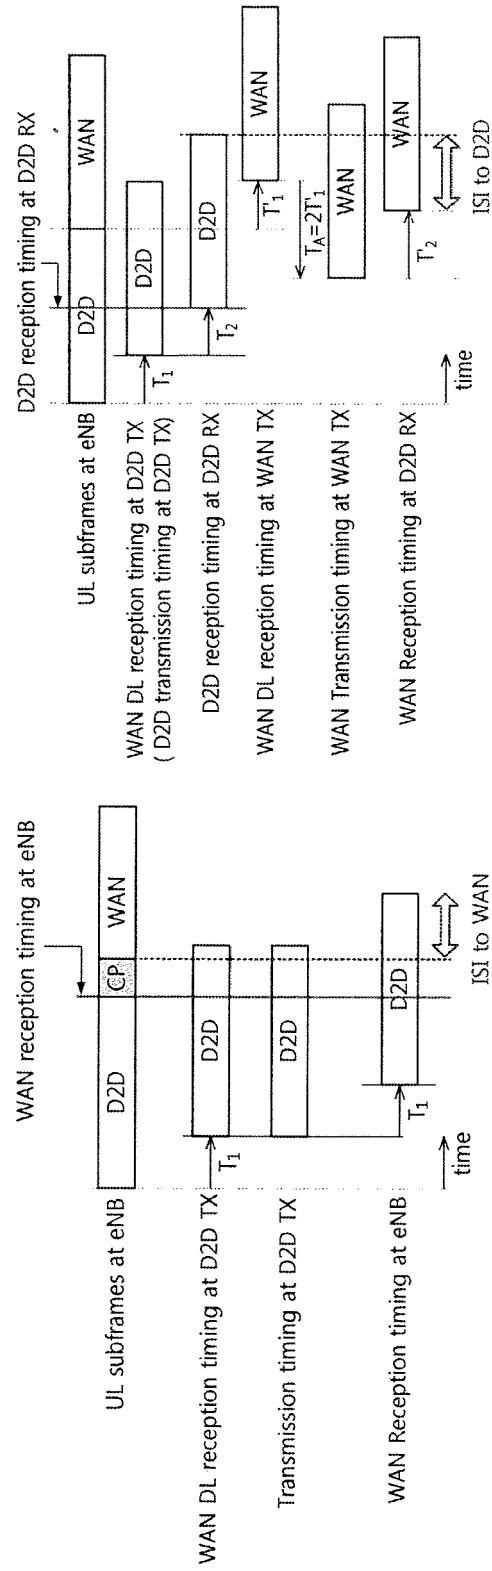 WAN reception timing at eNB
UL subframes at eNB
D2D
CP
WAN
WAN DL reception timing at D2D TX
D2D
T1
Transmission timing at D2D TX
D2D
WAN Reception timing at eNB
D2D
T1
time
ISI to WAN
D2D reception timing at D2D RX
UL subframes at eNB
D2D
WAN
WAN DL reception timing at D2D TX
( D2D transmission timing at D2D TX)
D2D
T1
D2D reception timing at D2D RX
D2D
T2
WAN DL reception timing at WAN TX
WAN
T'1
TA=2T'1
WAN Transmission timing at WAN TX
WAN
WAN Reception timing at D2D RX
WAN
T'2
time
ISI to D2D